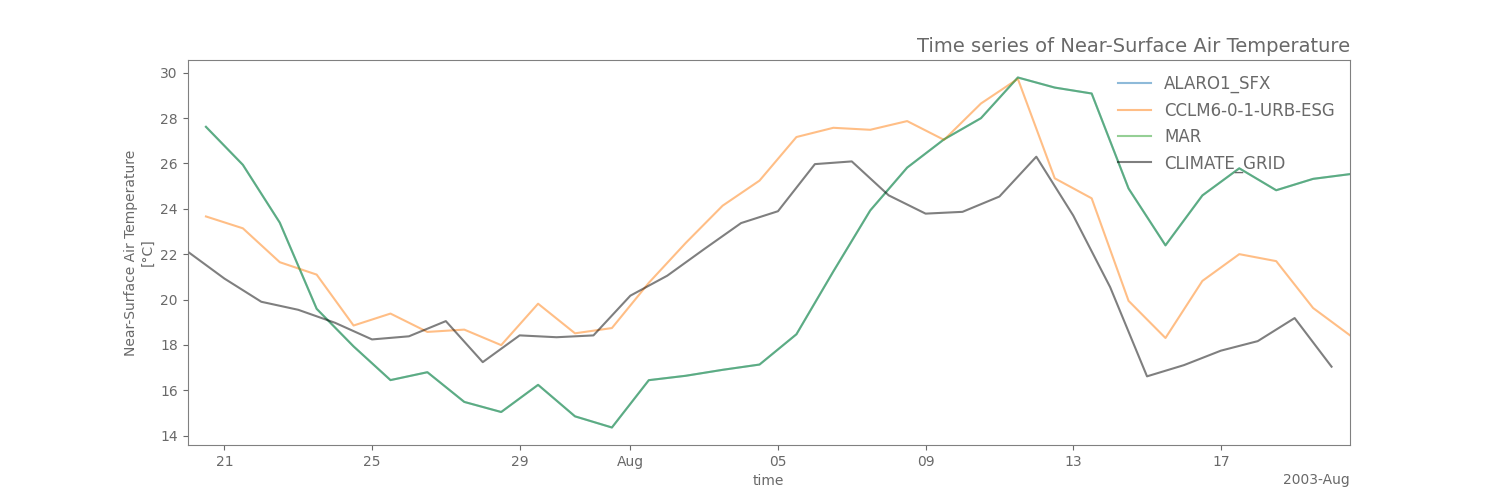 Time series of Near-Surface Air Temperature
ALARO1_SFX
CCLM6-0-1-URB-ESG
MAR
CLIMATE_GRID
30
28
26
24
22
20
18
16
14
Near-Surface Air Temperature
[°C]
21
25
29
Aug
05
09
13
17
time
2003-Aug